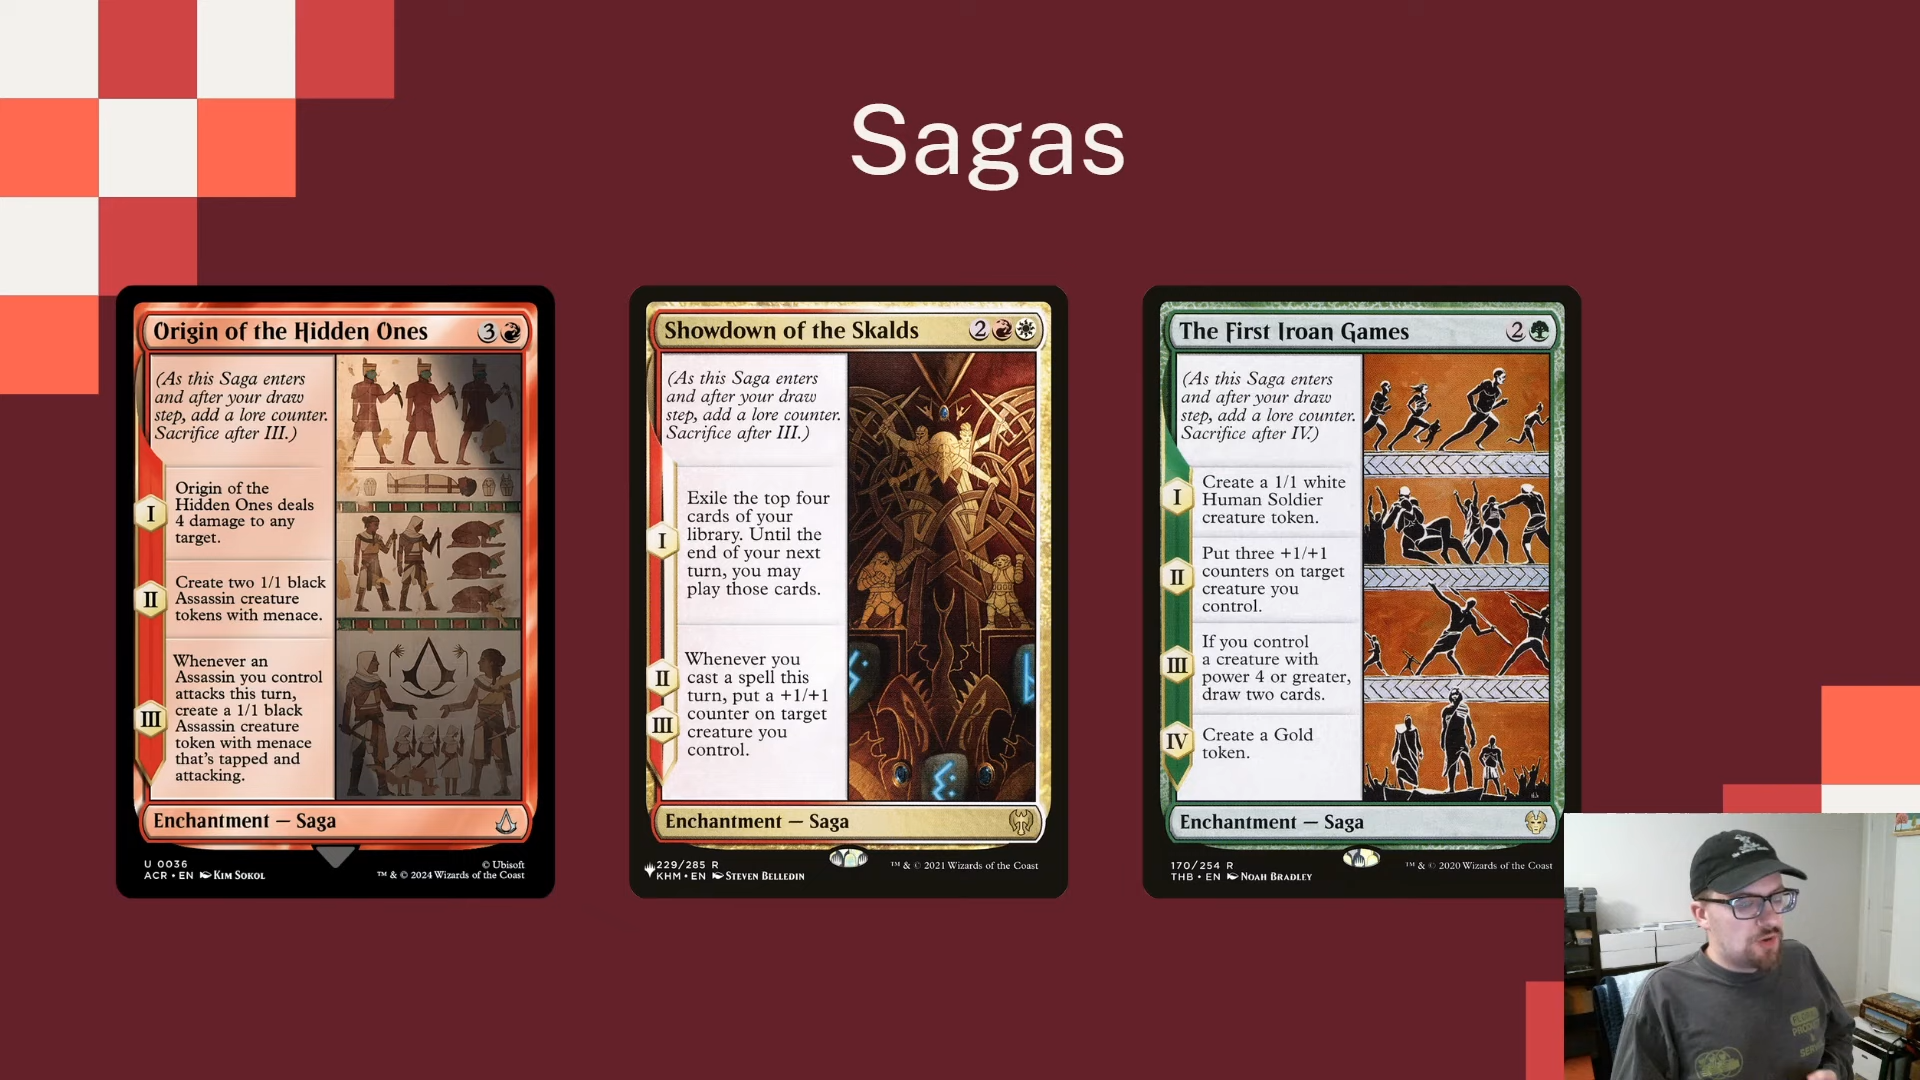 Sagas
Origin of the Hidden Ones 3
(As this Saga enters
and after your draw
step, add a lore counter.
Sacrifice after III.)
I
Origin of the
Hidden Ones deals
4 damage to any
target.
II
Create two 1/1 black
Assassin creature
tokens with menace.
III
Whenever an
Assassin you control
attacks this turn,
create a 1/1 black
Assassin creature
token with menace
that's tapped and
attacking.
Enchantment — Saga
U 0036
ACR • EN KIM SOKOL
© Ubisoft
™ & © 2024 Wizards of the Coast
Showdown of the Skalds 2
(As this Saga enters
and after your draw
step, add a lore counter.
Sacrifice after III.)
I
Exile the top four
cards of your
library. Until the
end of your next
turn, you may
play those cards.
II
III
Whenever you
cast a spell this
turn, put a +1/+1
counter on target
creature you
control.
Enchantment — Saga
229/285 R
KHM • EN STEVEN BELLEDIN
™ & © 2021 Wizards of the Coast
The First Iroan Games 2
(As this Saga enters
and after your draw
step, add a lore counter.
Sacrifice after IV.)
I
Create a 1/1 white
Human Soldier
creature token.
II
Put three +1/+1
counters on target
creature you
control.
III
If you control
a creature with
power 4 or greater,
draw two cards.
IV
Create a Gold
token.
Enchantment — Saga
170/254 R
THB • EN NOAH BRADLEY
™ & © 2020 Wizards of the Coast